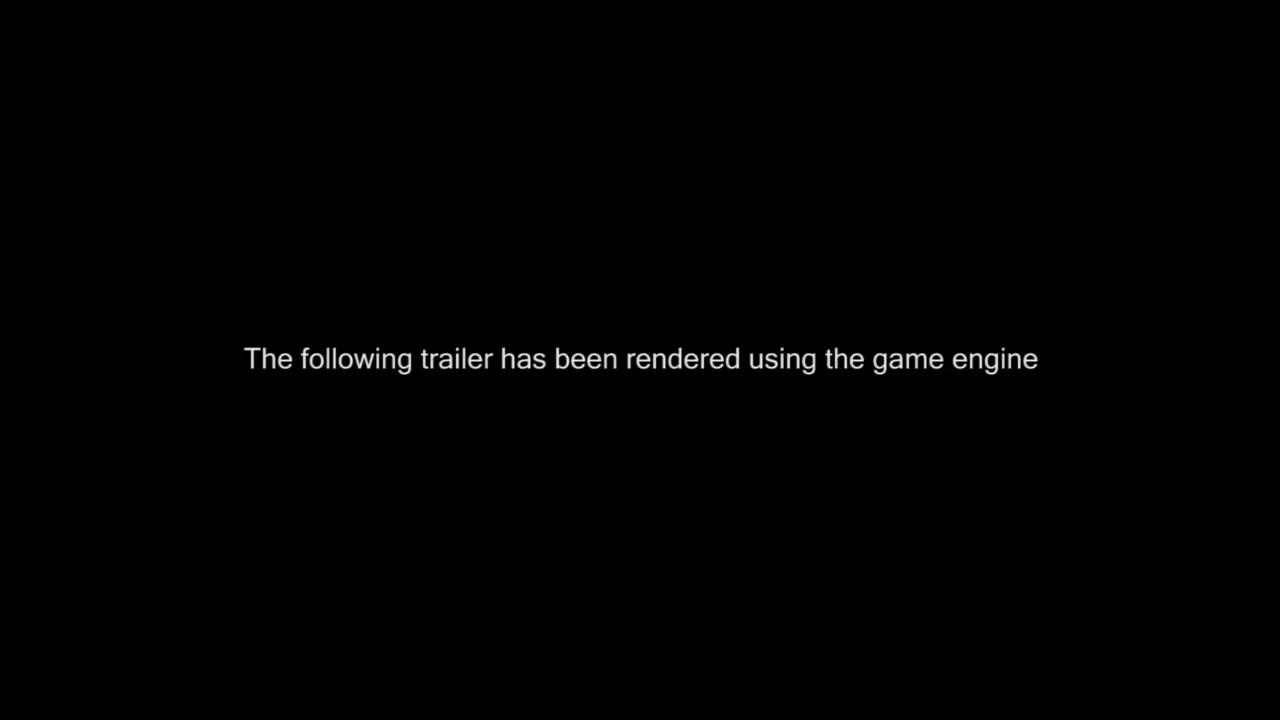 The following trailer has been rendered using the game engine